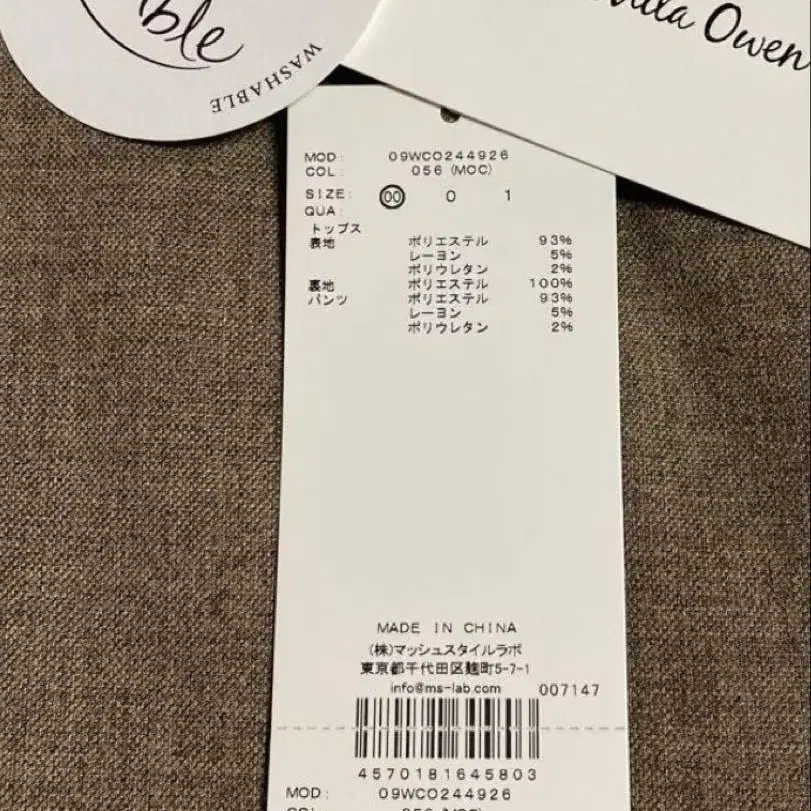 WASHABLE
Owen
MOD: 09WCO244926
COL: 056 (MOC)
SIZE: 00 0 1
QUA:
トップス
表地 ポリエステル 93%
レーヨン 5%
ポリウレタン 2%
裏地 ポリエステル 100%
パンツ ポリエステル 93%
レーヨン 5%
ポリウレタン 2%
MADE IN CHINA
(株)マッシュスタイルラボ
東京都千代田区麹町5-7-1
info@ms-lab.com 007147
4570181645803
MOD: 09WCO244926